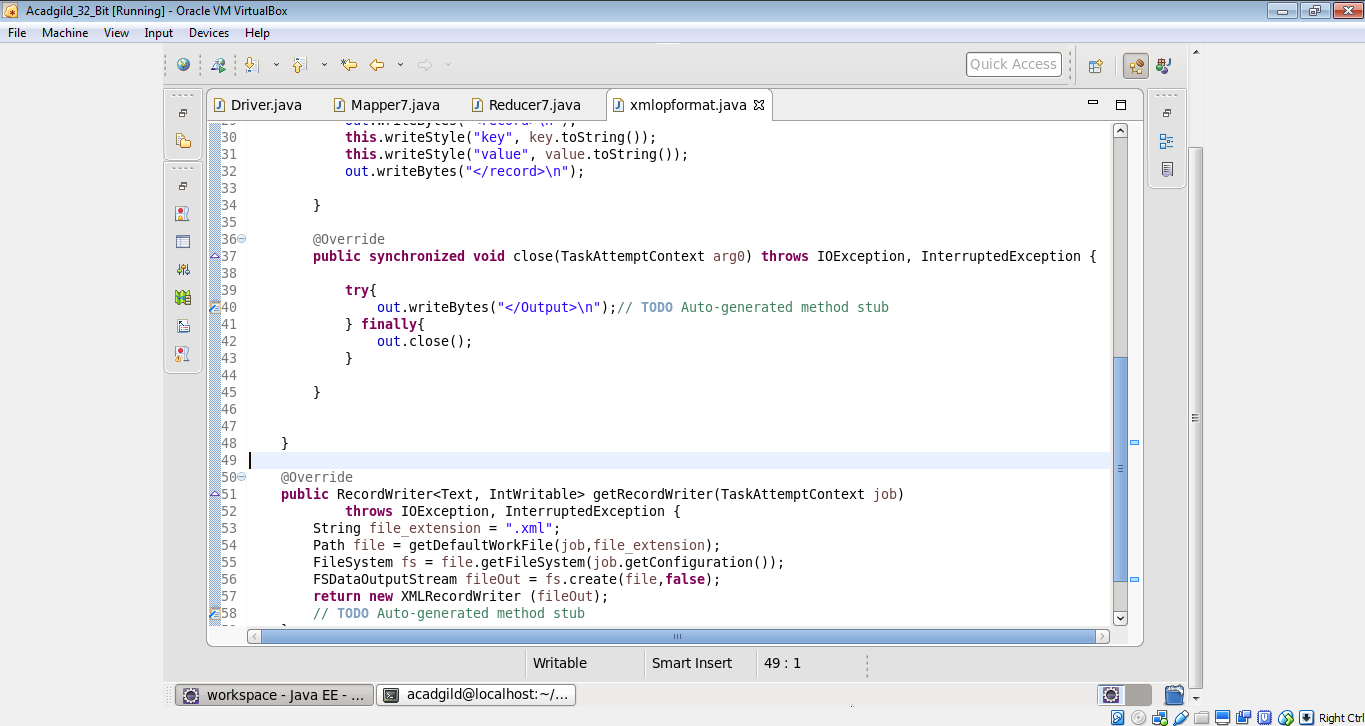 Acadgild_32_Bit [Running] - Oracle VM VirtualBox
File Machine View Input Devices Help
Quick Access
Driver.java Mapper7.java Reducer7.java xmlopformat.java
30 this.writeStyle("key", key.toString());
31 this.writeStyle("value", value.toString());
32 out.writeBytes("</record>\n");
33
34 }
35
36 @Override
37 public synchronized void close(TaskAttemptContext arg0) throws IOException, InterruptedException {
38
39 try{
40 out.writeBytes("</Output>\n");// TODO Auto-generated method stub
41 } finally{
42 out.close();
43 }
44
45 }
46
47
48 }
49
50 @Override
51 public RecordWriter<Text, IntWritable> getRecordWriter(TaskAttemptContext job)
52 throws IOException, InterruptedException {
53 String file_extension = ".xml";
54 Path file = getDefaultWorkFile(job,file_extension);
55 FileSystem fs = file.getFileSystem(job.getConfiguration());
56 FSDataOutputStream fileOut = fs.create(file,false);
57 return new XMLRecordWriter (fileOut);
58 // TODO Auto-generated method stub
Writable Smart Insert 49 : 1
workspace - Java EE - ... acadgild@localhost:~/...
Right Ctrl